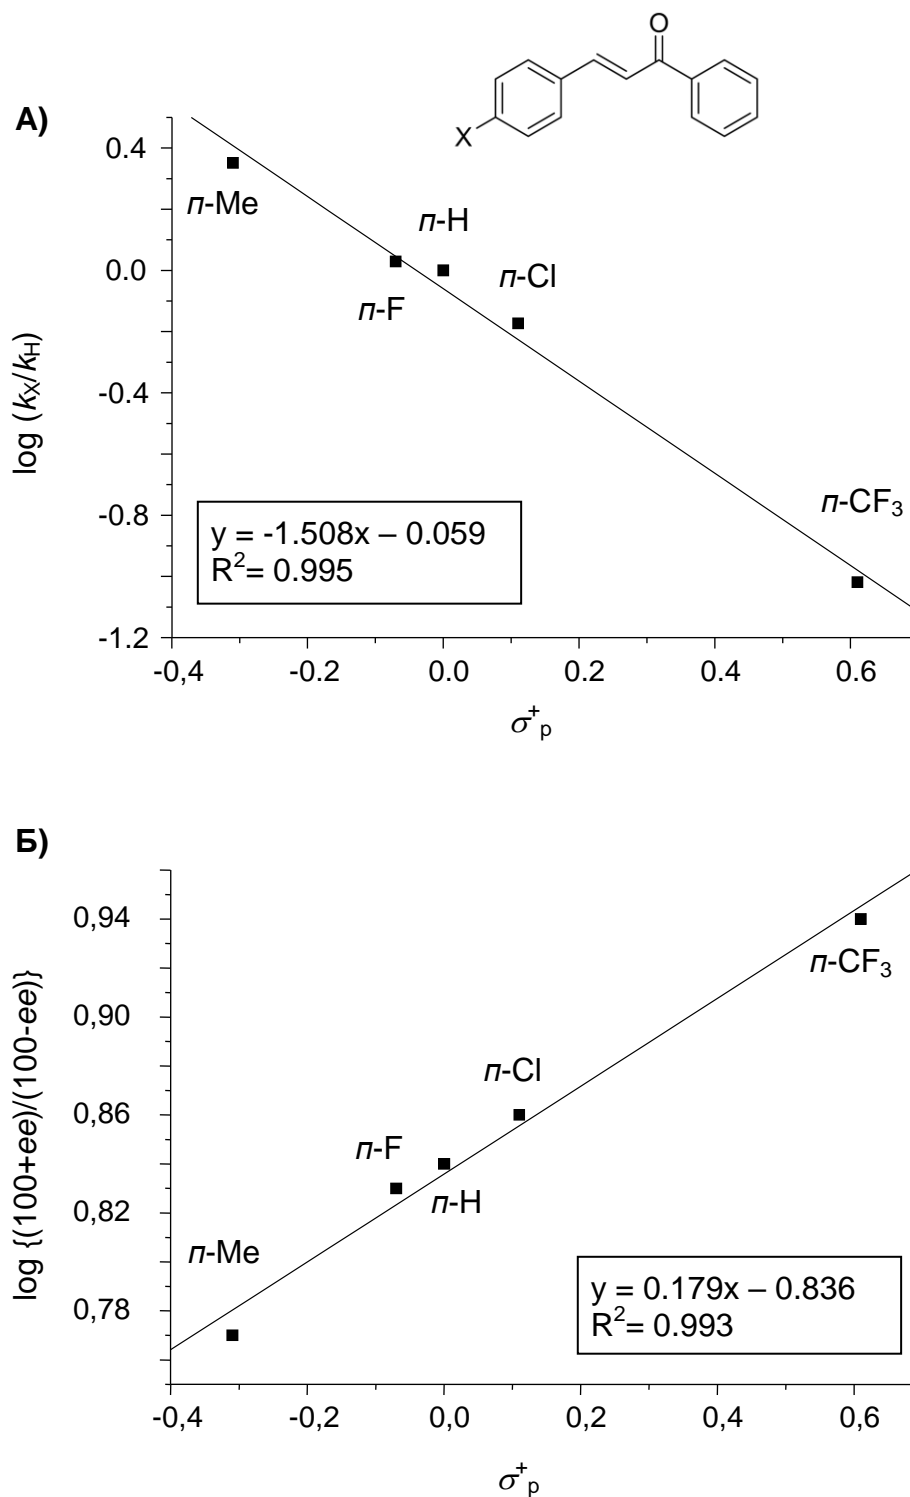 O
X
А)
0.4
0.0
-0.4
-0.8
-1.2
log (kX/kH)
п-Me
п-H
п-F
п-Cl
п-CF3
y = -1.508x – 0.059
R2= 0.995
-0,4
-0.2
0.0
0.2
0.4
0.6
σ+p
Б)
0,94
0,90
0,86
0,82
0,78
log {(100+ee)/(100-ee)}
п-CF3
п-Cl
п-F
п-H
п-Me
y = 0.179x – 0.836
R2= 0.993
-0,4
-0,2
0,0
0,2
0,4
0,6
σ+p